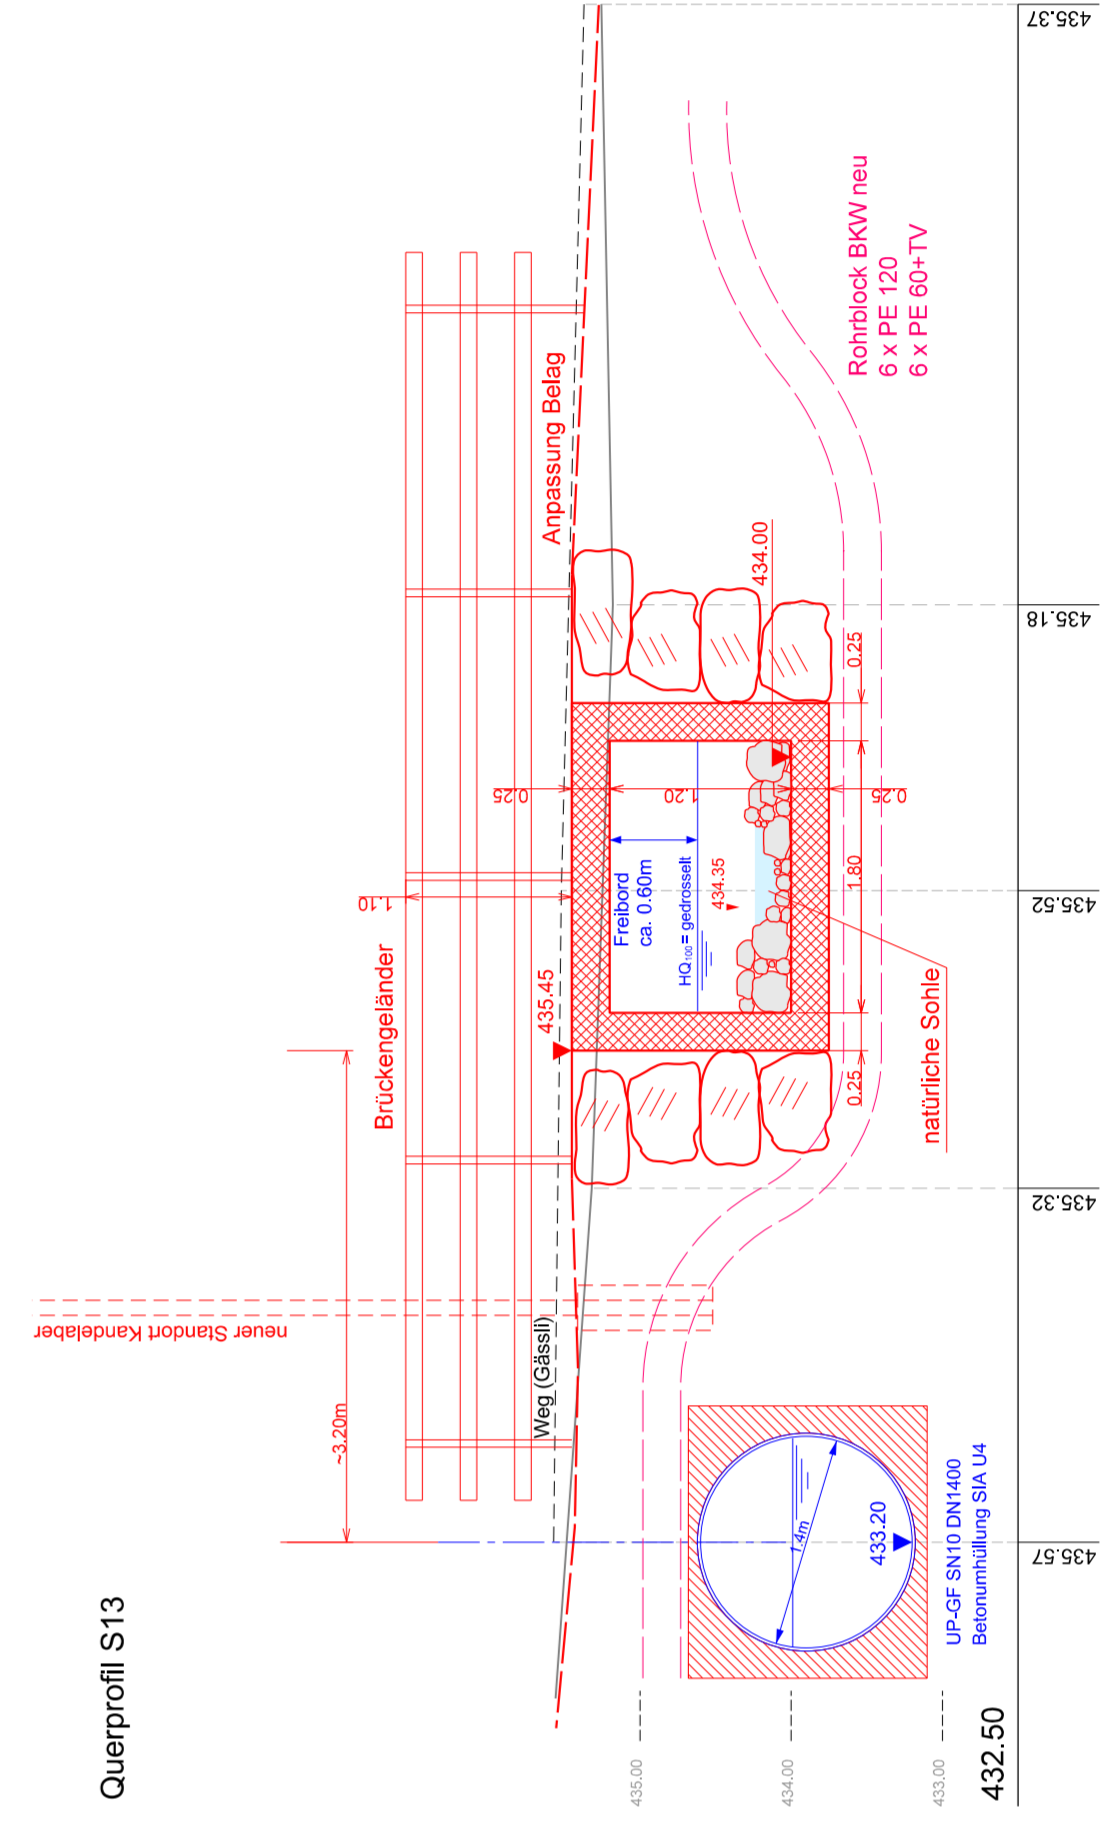 Querprofil S13
neuer Standort Kandelaber
~3.20m
Brückengeländer
1.10
Weg (Gässli)
435.45
Anpassung Belag
0.25
Freibord
ca. 0.60m
HQ₁₀₀= gedrosselt
434.35
1.20
434.00
0.25
0.25
1.80
0.25
natürliche Sohle
Rohrblock BKW neu
6 x PE 120
6 x PE 60+TV
1.4m
433.20
UP-GF SN10 DN1400
Betonumhüllung SIA U4
435.00
434.00
433.00
432.50
435.57
435.32
435.52
435.18
435.37